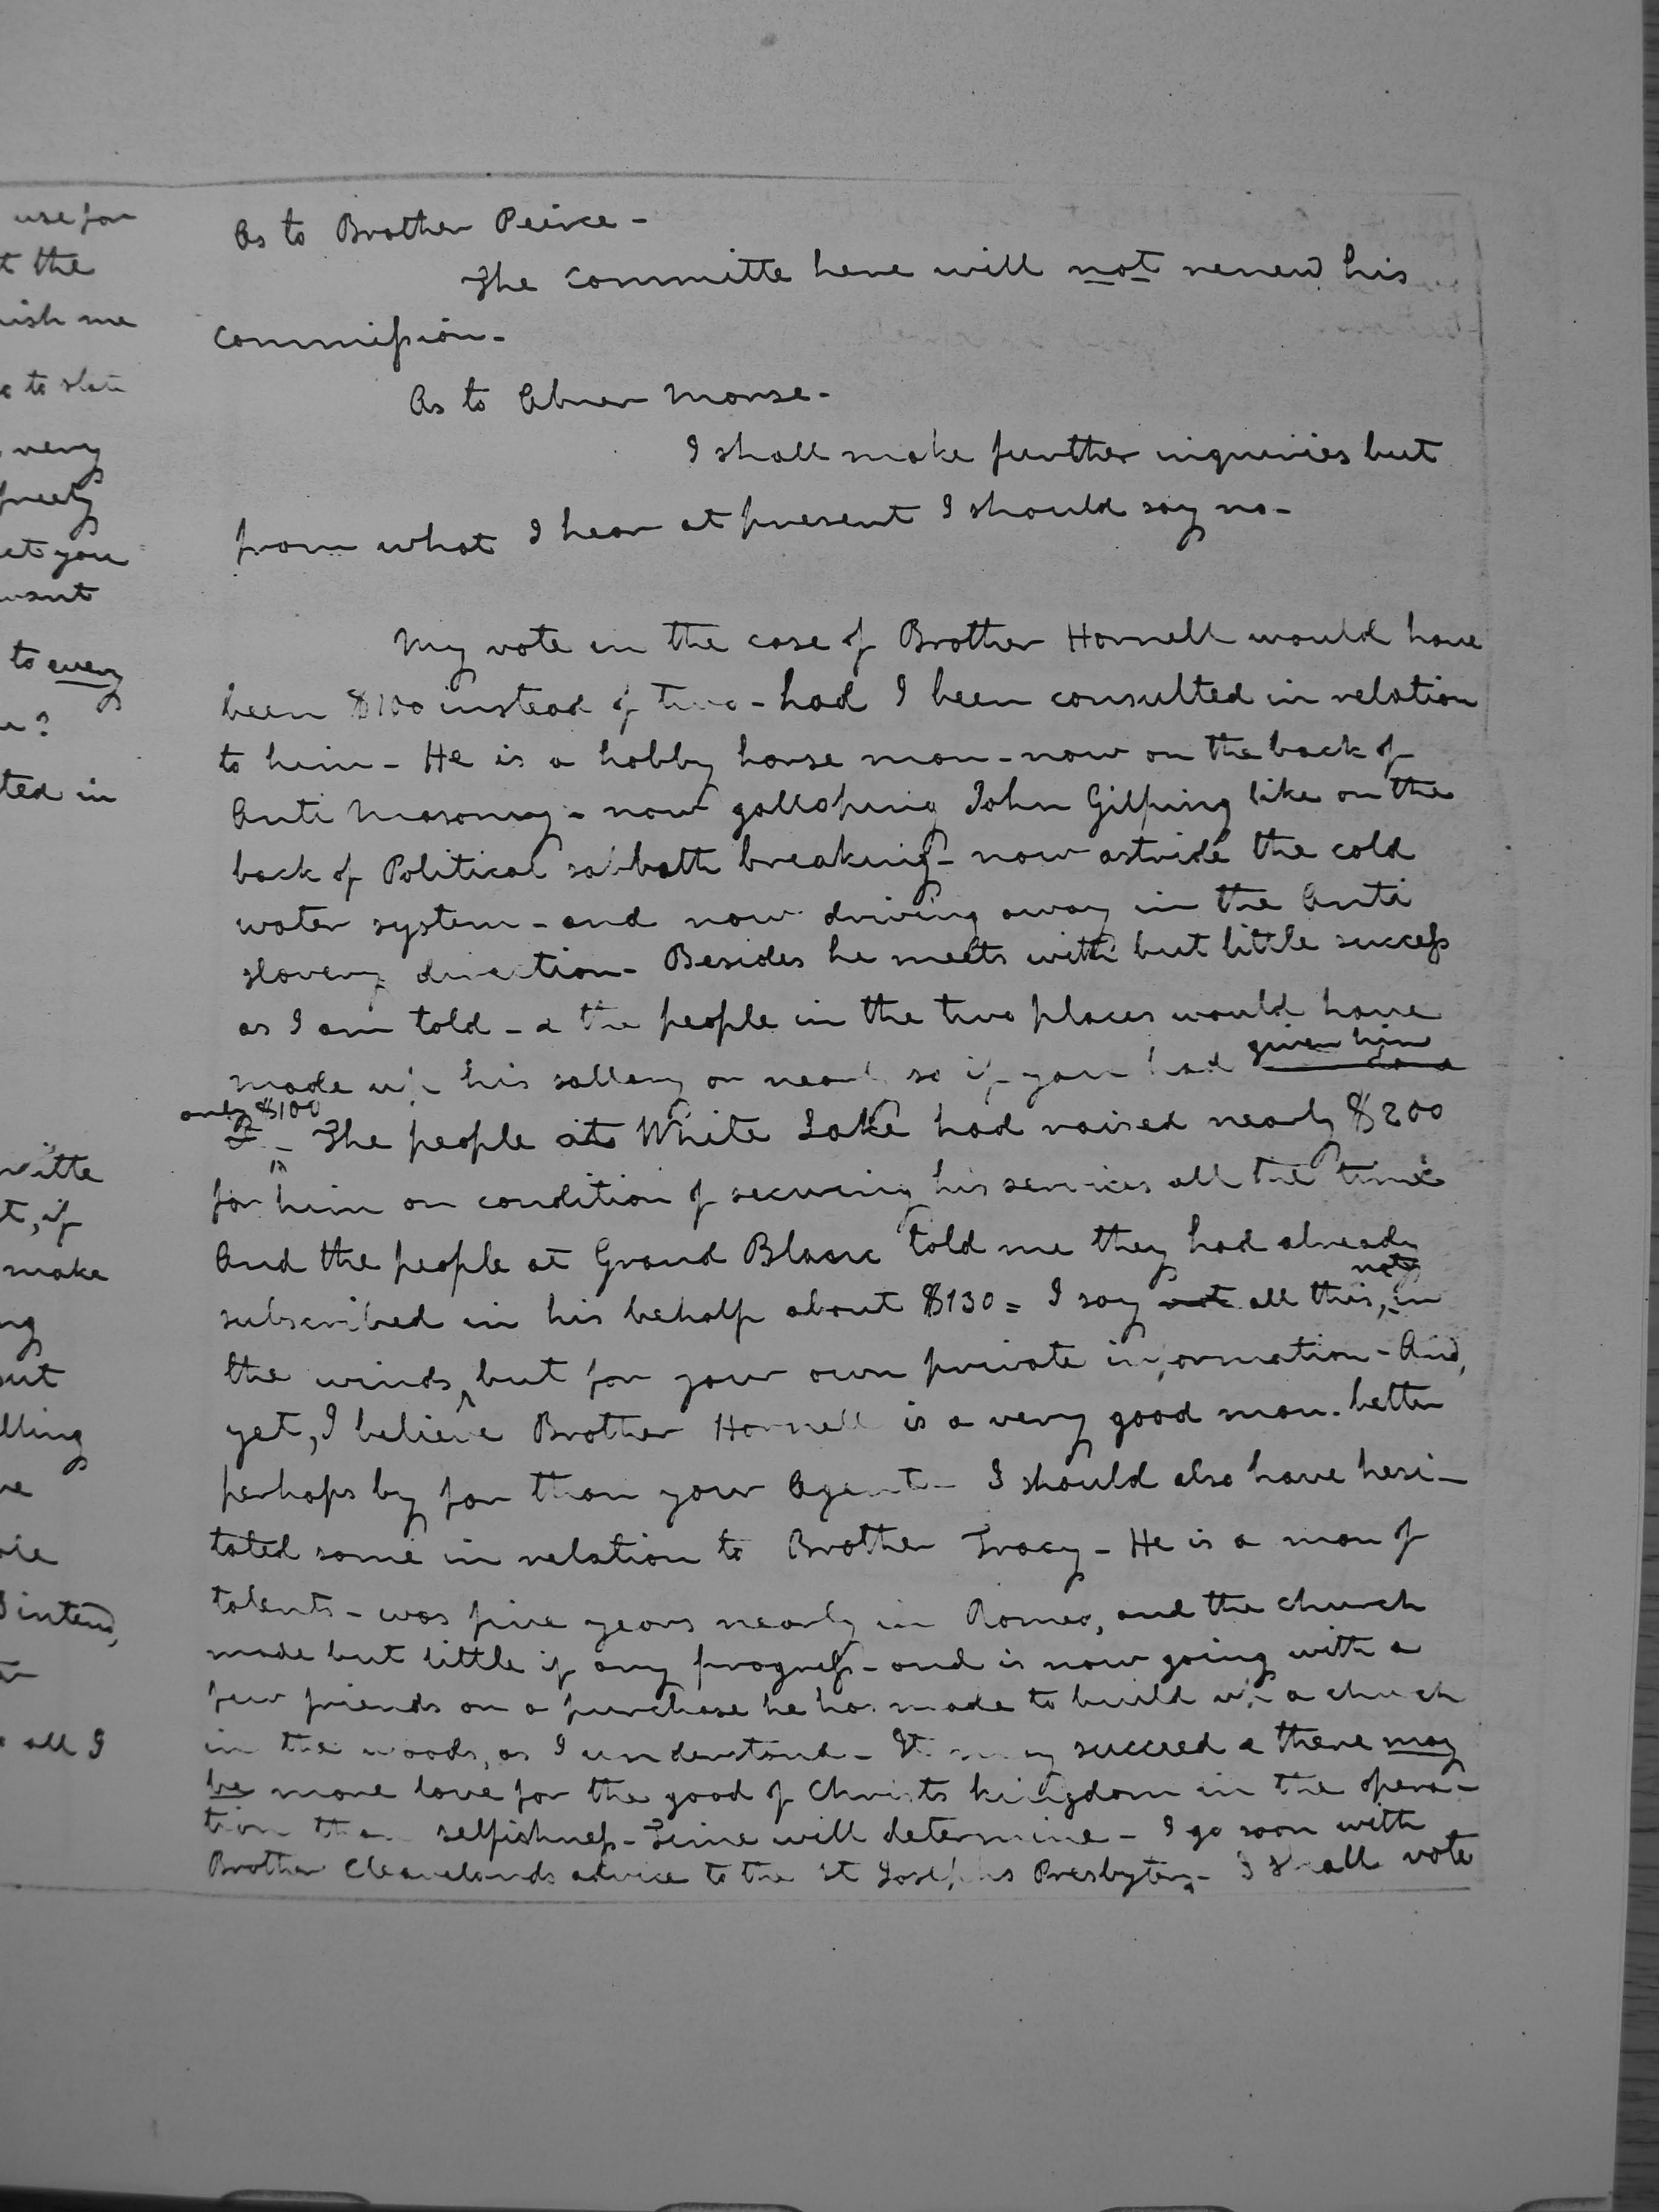 use for
t the
ish me
to state
very
freely
et you
want
to every
u?
ted in
itte
t, if
make
ng
ut
lling
re
ie
I intend,
all I
As to Brother Peirce -
The Committe here will not renew his
Commission -
As to Abner Morse -
I shall make further inquiries but
from what I hear at present I should say no -
My vote in the case of Brother Hornell would have
been $100 instead of two - had I been consulted in relation
to him - He is a hobby horse man - now on the back of
Anti Masonry - now galloping John Gilping like on the
back of Political sabbath breaking - now astride the cold
water system - and now driving away in the Anti
slavery direction - Besides he meets with but little success
as I am told - & the people in the two places would have
made up his sallery or nearly so if you had given him
only $100
- The people at White Lake had raised nearly $200
for him on condition of securing his services all the time
And the people at Grand Blanc told me they had already
subscribed in his behalf about $130 = I say not all this, not in
the winds, but for your own private information - And,
yet, I believe Brother Hornell is a very good man. better
perhaps by far than your Agent - I should also have hesi-
tated some in relation to Brother Tracy - He is a man of
talents - was five years nearly in Romeo, and the church
made but little if any progress - and is now going with a
few friends on a purchase he has made to build up a church
in the woods, as I understand - It may succeed & there may
be more love for the good of Christs kingdom in the opera-
tion than selfishness - Time will determine - I go soon with
Brother Cleavelands advice to the St Josephs Presbytery - I shall vote